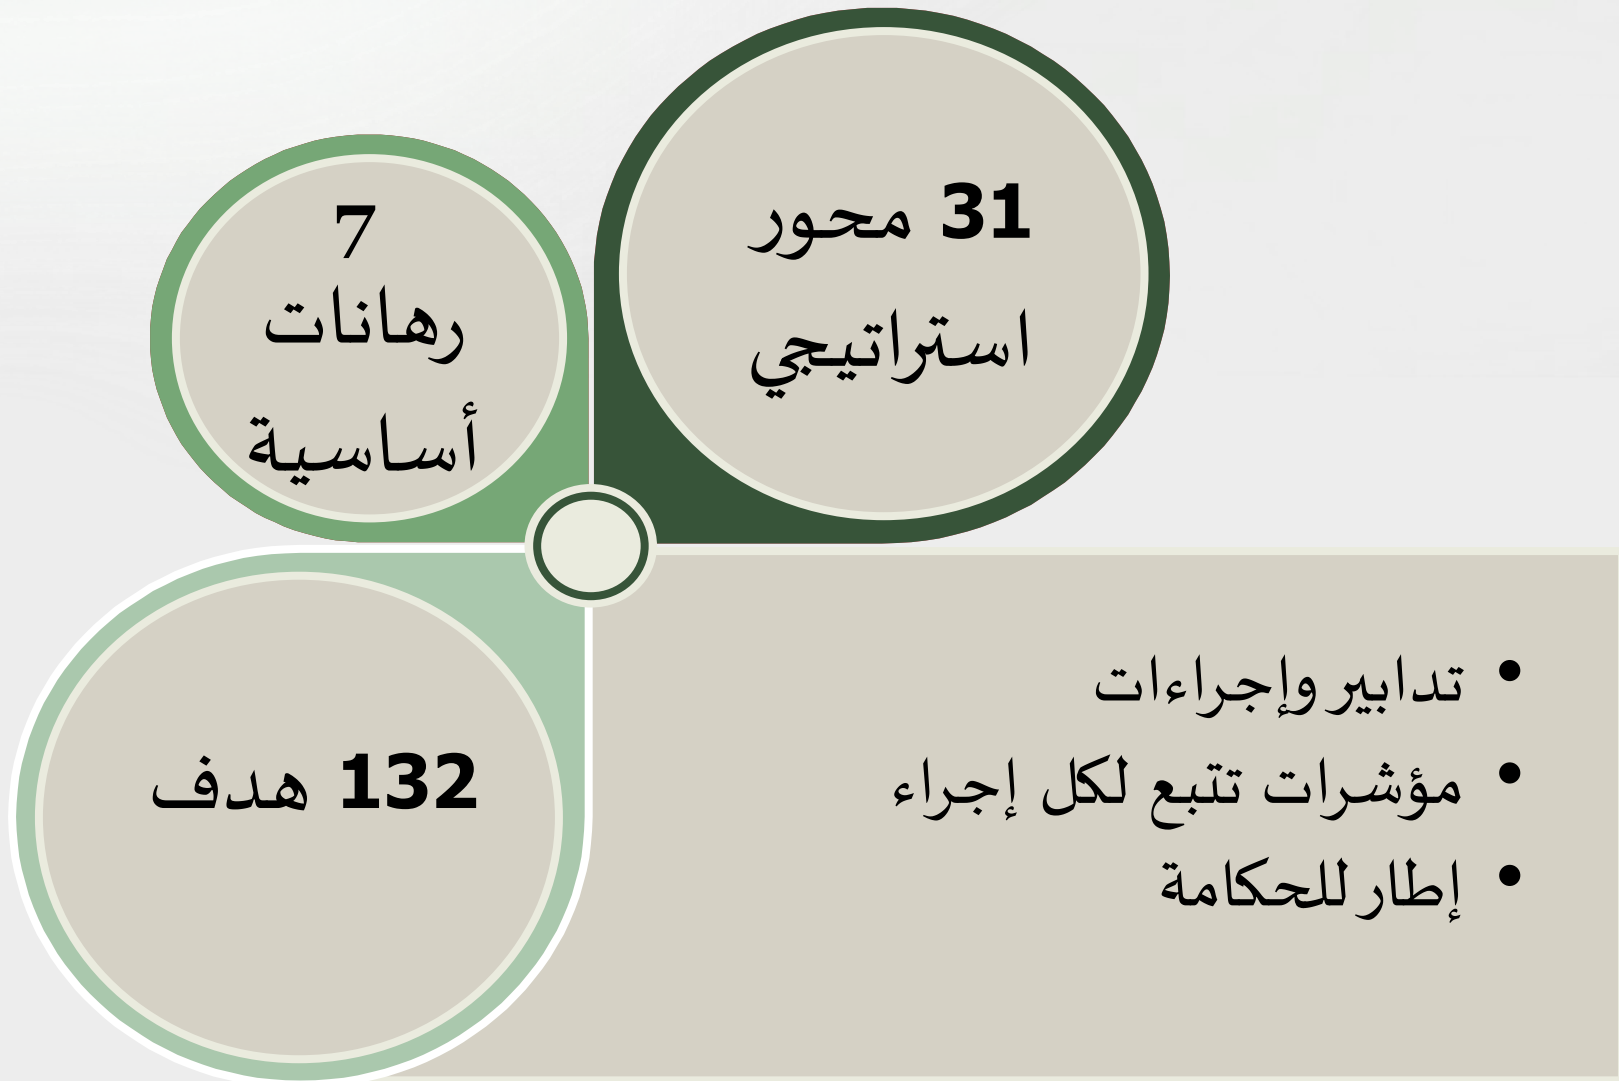 31 محور
استراتيجي
7
رهانات
أساسية
132 هدف
• تدابير وإجراءات
• مؤشرات تتبع لكل إجراء
• إطار للحكامة